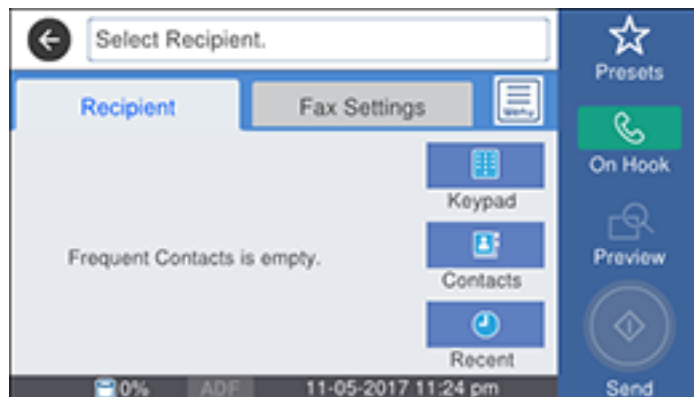 Select Recipient.
Presets
Recipient
Fax Settings
Menu
On Hook
Keypad
Preview
Frequent Contacts is empty.
Contacts
Recent
0% ADF 11-05-2017 11:24 pm
Send